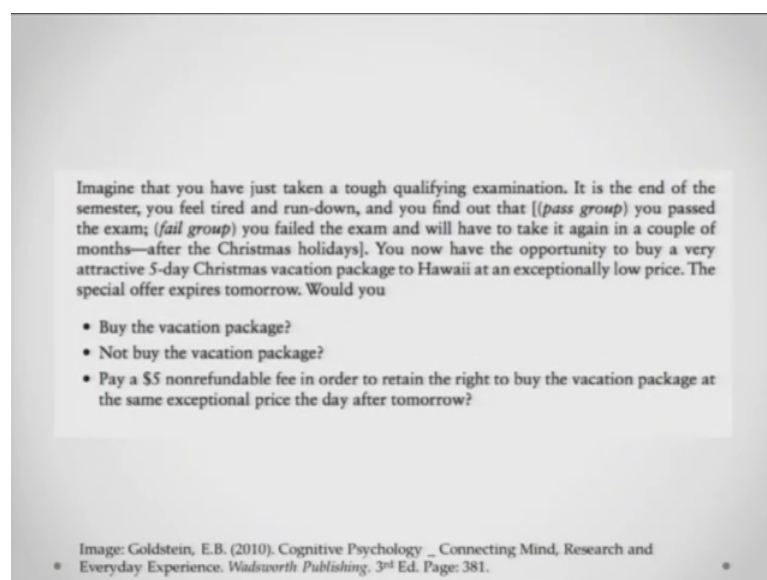 Imagine that you have just taken a tough qualifying examination. It is the end of the
semester, you feel tired and run-down, and you find out that [(pass group) you passed
the exam; (fail group) you failed the exam and will have to take it again in a couple of
months—after the Christmas holidays]. You now have the opportunity to buy a very
attractive 5-day Christmas vacation package to Hawaii at an exceptionally low price. The
special offer expires tomorrow. Would you
• Buy the vacation package?
• Not buy the vacation package?
• Pay a $5 nonrefundable fee in order to retain the right to buy the vacation package at
the same exceptional price the day after tomorrow?
Image: Goldstein, E.B. (2010). Cognitive Psychology _ Connecting Mind, Research and
Everyday Experience. Wadsworth Publishing. 3rd Ed. Page: 381.